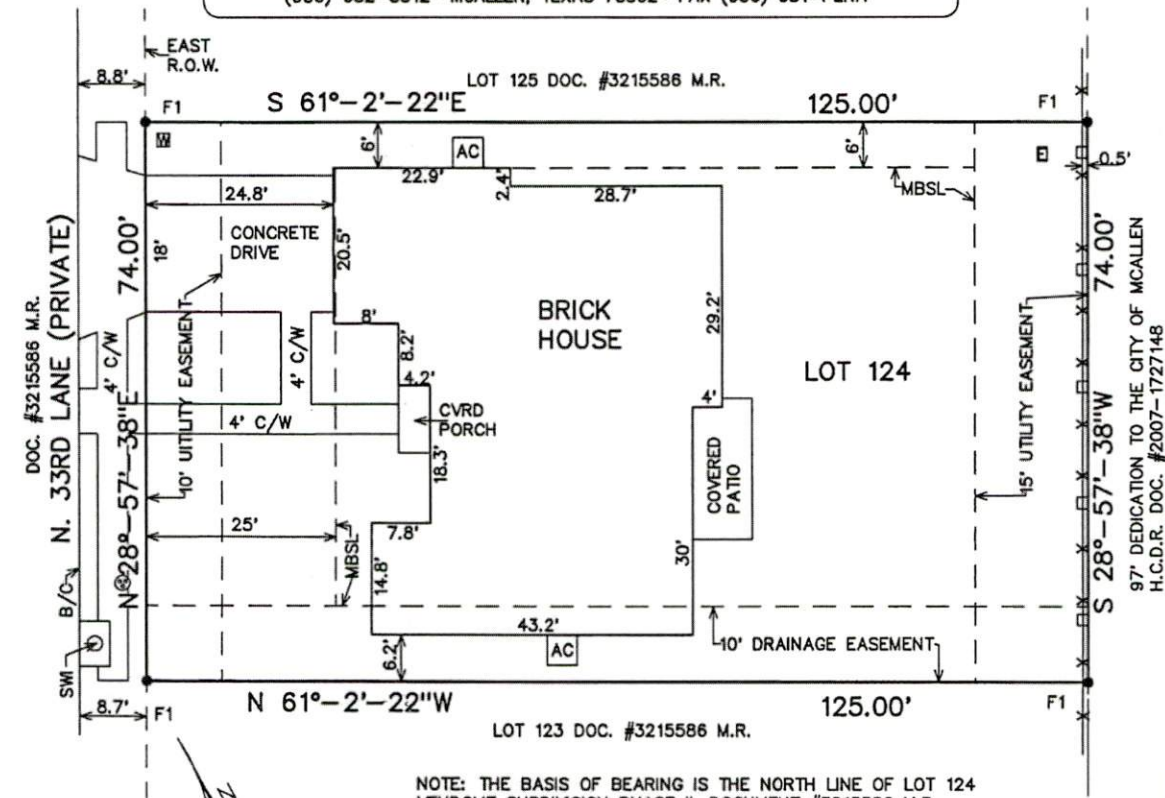 EAST
R.O.W.
8.8'
LOT 125 DOC. #3215586 M.R.
F1
S 61°-2'-22"E
125.00'
F1
W
6'
AC
6'
E
0.5'
22.9'
2.4'
28.7'
MBSL
24.8'
CONCRETE
DRIVE
18'
74.00'
20.5'
BRICK
HOUSE
29.2'
74.00'
DOC. #3215586 M.R.
N. 33RD LANE (PRIVATE)
10' UITILITY EASEMENT
8'
8.2'
4' C/W
4' C/W
4.2'
LOT 124
4'
15' UTILITY EASEMENT
97' DEDICATION TO THE CITY OF MCALLEN
H.C.D.R. DOC. #2007-1727148
4' C/W
CVRD
PORCH
18.3'
COVERED
PATIO
N 28°-57'-38"E
S 28°-57'-38"W
25'
7.8'
MBSL
14.8'
30'
B/C
43.2'
10' DRAINAGE EASEMENT
SWI
6.2'
AC
8.7'
F1
N 61°-2'-22"W
125.00'
F1
LOT 123 DOC. #3215586 M.R.
NOTE: THE BASIS OF BEARING IS THE NORTH LINE OF LOT 124